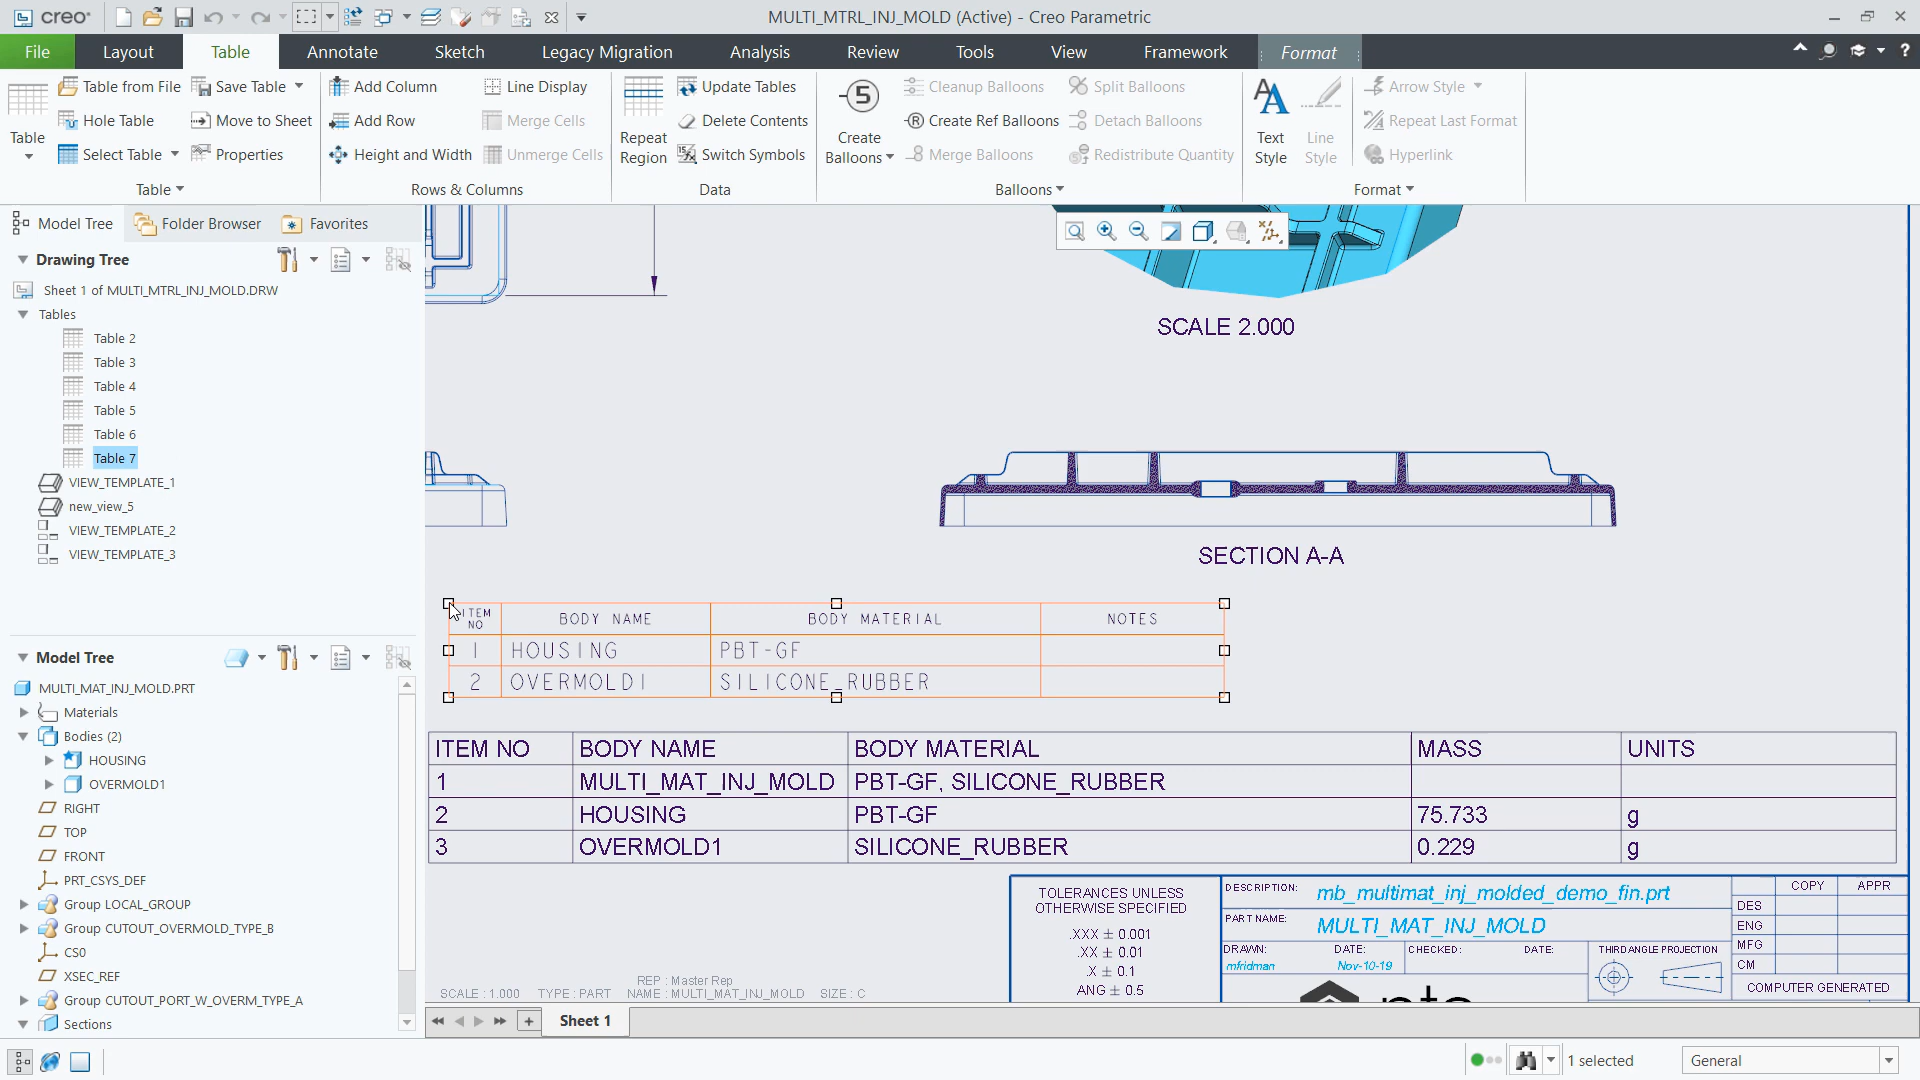 creo
MULTI_MTRL_INJ_MOLD (Active) - Creo Parametric
File Layout Table Annotate Sketch Legacy Migration Analysis Review Tools View Framework Format
Table
Table from File
Hole Table
Select Table
Save Table
Move to Sheet
Properties
Table
Add Column
Add Row
Height and Width
Line Display
Merge Cells
Unmerge Cells
Rows & Columns
Repeat Region
Update Tables
Delete Contents
Switch Symbols
Data
Create Balloons
Cleanup Balloons
Create Ref Balloons
Merge Balloons
Split Balloons
Detach Balloons
Redistribute Quantity
Balloons
Text Style
Line Style
Arrow Style
Repeat Last Format
Hyperlink
Format
Model Tree Folder Browser Favorites
Drawing Tree
Sheet 1 of MULTI_MTRL_INJ_MOLD.DRW
Tables
Table 2
Table 3
Table 4
Table 5
Table 6
Table 7
VIEW_TEMPLATE_1
new_view_5
VIEW_TEMPLATE_2
VIEW_TEMPLATE_3
Model Tree
MULTI_MAT_INJ_MOLD.PRT
Materials
Bodies (2)
HOUSING
OVERMOLD1
RIGHT
TOP
FRONT
PRT_CSYS_DEF
Group LOCAL_GROUP
Group CUTOUT_OVERMOLD_TYPE_B
CS0
XSEC_REF
Group CUTOUT_PORT_W_OVERM_TYPE_A
Sections
SCALE 2.000
SECTION A-A
ITEM NO BODY NAME BODY MATERIAL NOTES
1 HOUSING PBT-GF
2 OVERMOLD1 SILICONE_RUBBER
ITEM NO BODY NAME BODY MATERIAL MASS UNITS
1 MULTI_MAT_INJ_MOLD PBT-GF, SILICONE_RUBBER
2 HOUSING PBT-GF 75.733 g
3 OVERMOLD1 SILICONE_RUBBER 0.229 g
TOLERANCES UNLESS
OTHERWISE SPECIFIED
.XXX ± 0.001
.XX ± 0.01
.X ± 0.1
ANG ± 0.5
DESCRIPTION: mb_multimat_inj_molded_demo_fin.prt
PART NAME: MULTI_MAT_INJ_MOLD
DRAWN: DATE: CHECKED: DATE: THIRD ANGLE PROJECTION
mfridman Nov-10-19
COPY APPR
DES
ENG
MFG
CM
COMPUTER GENERATED
REP : Master Rep
SCALE : 1.000 TYPE : PART NAME : MULTI_MAT_INJ_MOLD SIZE : C
Sheet 1
1 selected
General